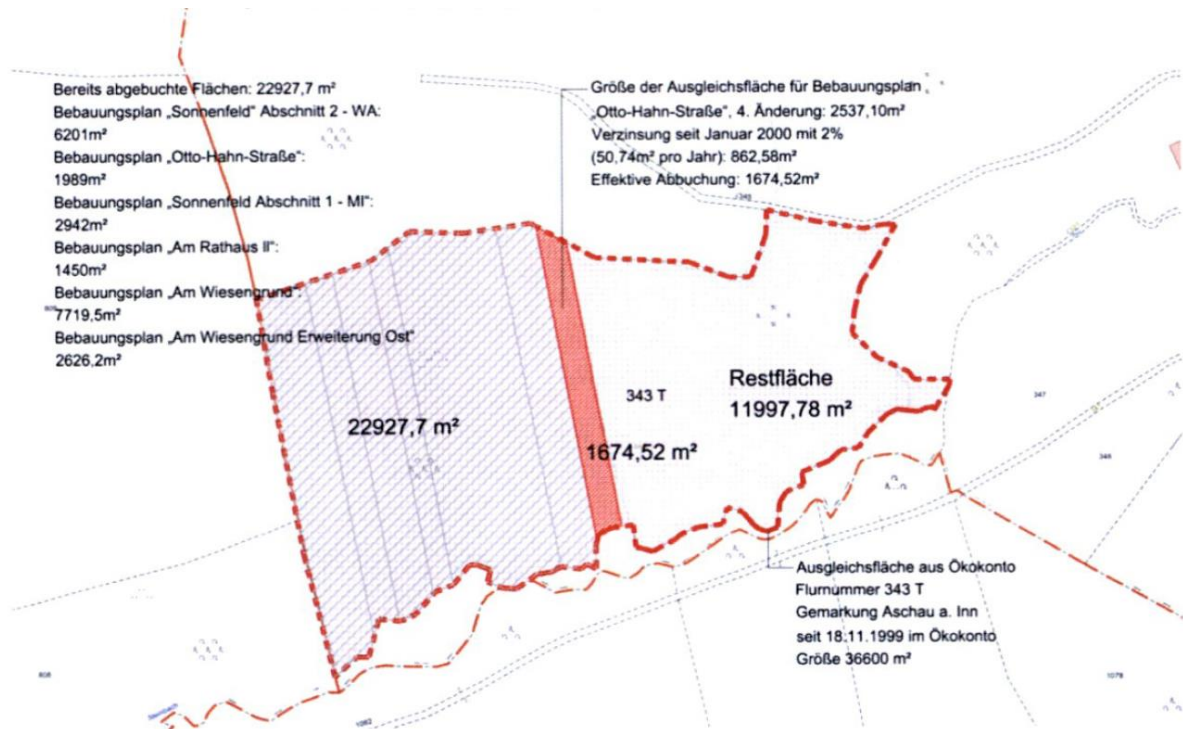 Bereits abgebuchte Flächen: 22927,7 m²
Bebauungsplan „Sonnenfeld" Abschnitt 2 - WA:
6201m²
Bebauungsplan „Otto-Hahn-Straße":
1989m²
Bebauungsplan „Sonnenfeld Abschnitt 1 - MI":
2942m²
Bebauungsplan „Am Rathaus II":
1450m²
Bebauungsplan „Am Wiesengrund":
7719,5m²
Bebauungsplan „Am Wiesengrund Erweiterung Ost"
2626,2m²
Größe der Ausgleichsfläche für Bebauungsplan
„Otto-Hahn-Straße", 4. Änderung: 2537,10m²
Verzinsung seit Januar 2000 mit 2%
(50,74m² pro Jahr): 862,58m²
Effektive Abbuchung: 1674,52m²
22927,7 m²
343 T
1674,52 m²
Restfläche
11997,78 m²
347
348
Ausgleichsfläche aus Ökokonto
Flurnummer 343 T
Gemarkung Aschau a. Inn
seit 18.11.1999 im Ökokonto
Größe 36600 m²
808
1078
1082